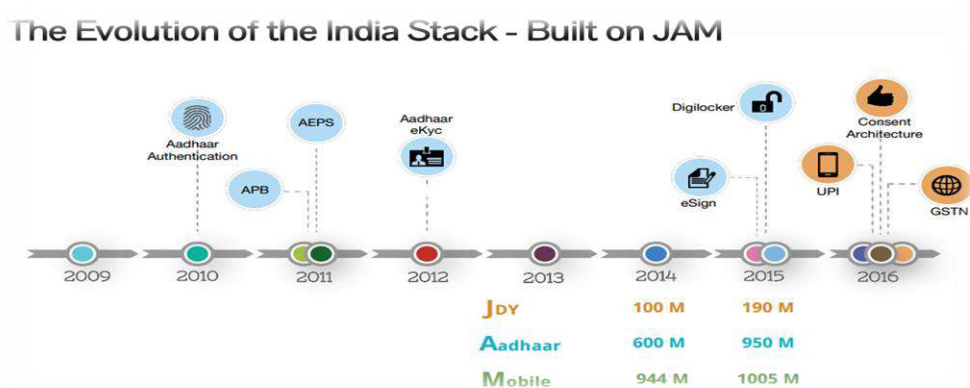 The Evolution of the India Stack - Built on JAM
Aadhaar
Authentication
APB
AEPS
Aadhaar
eKyc
Digilocker
eSign
Consent
Architecture
UPI
GSTN
2009 2010 2011 2012 2013 2014 2015 2016
JDY 100 M 190 M
Aadhaar 600 M 950 M
Mobile 944 M 1005 M